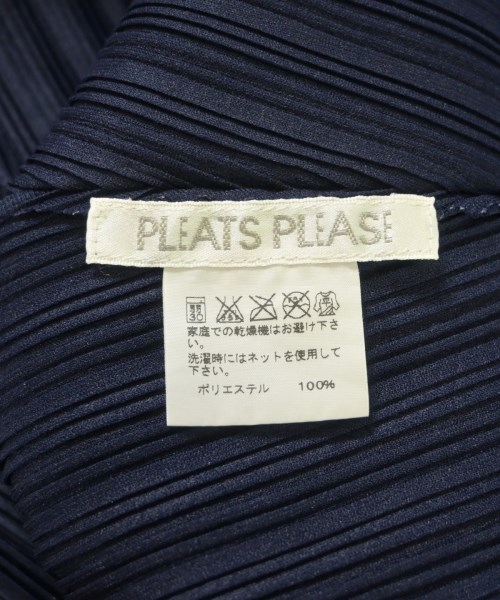 PLEATS PLEASE
30
家庭での乾燥機はお避け下さ
い。
洗濯時にはネットを使用して
下さい。
ポリエステル 100%